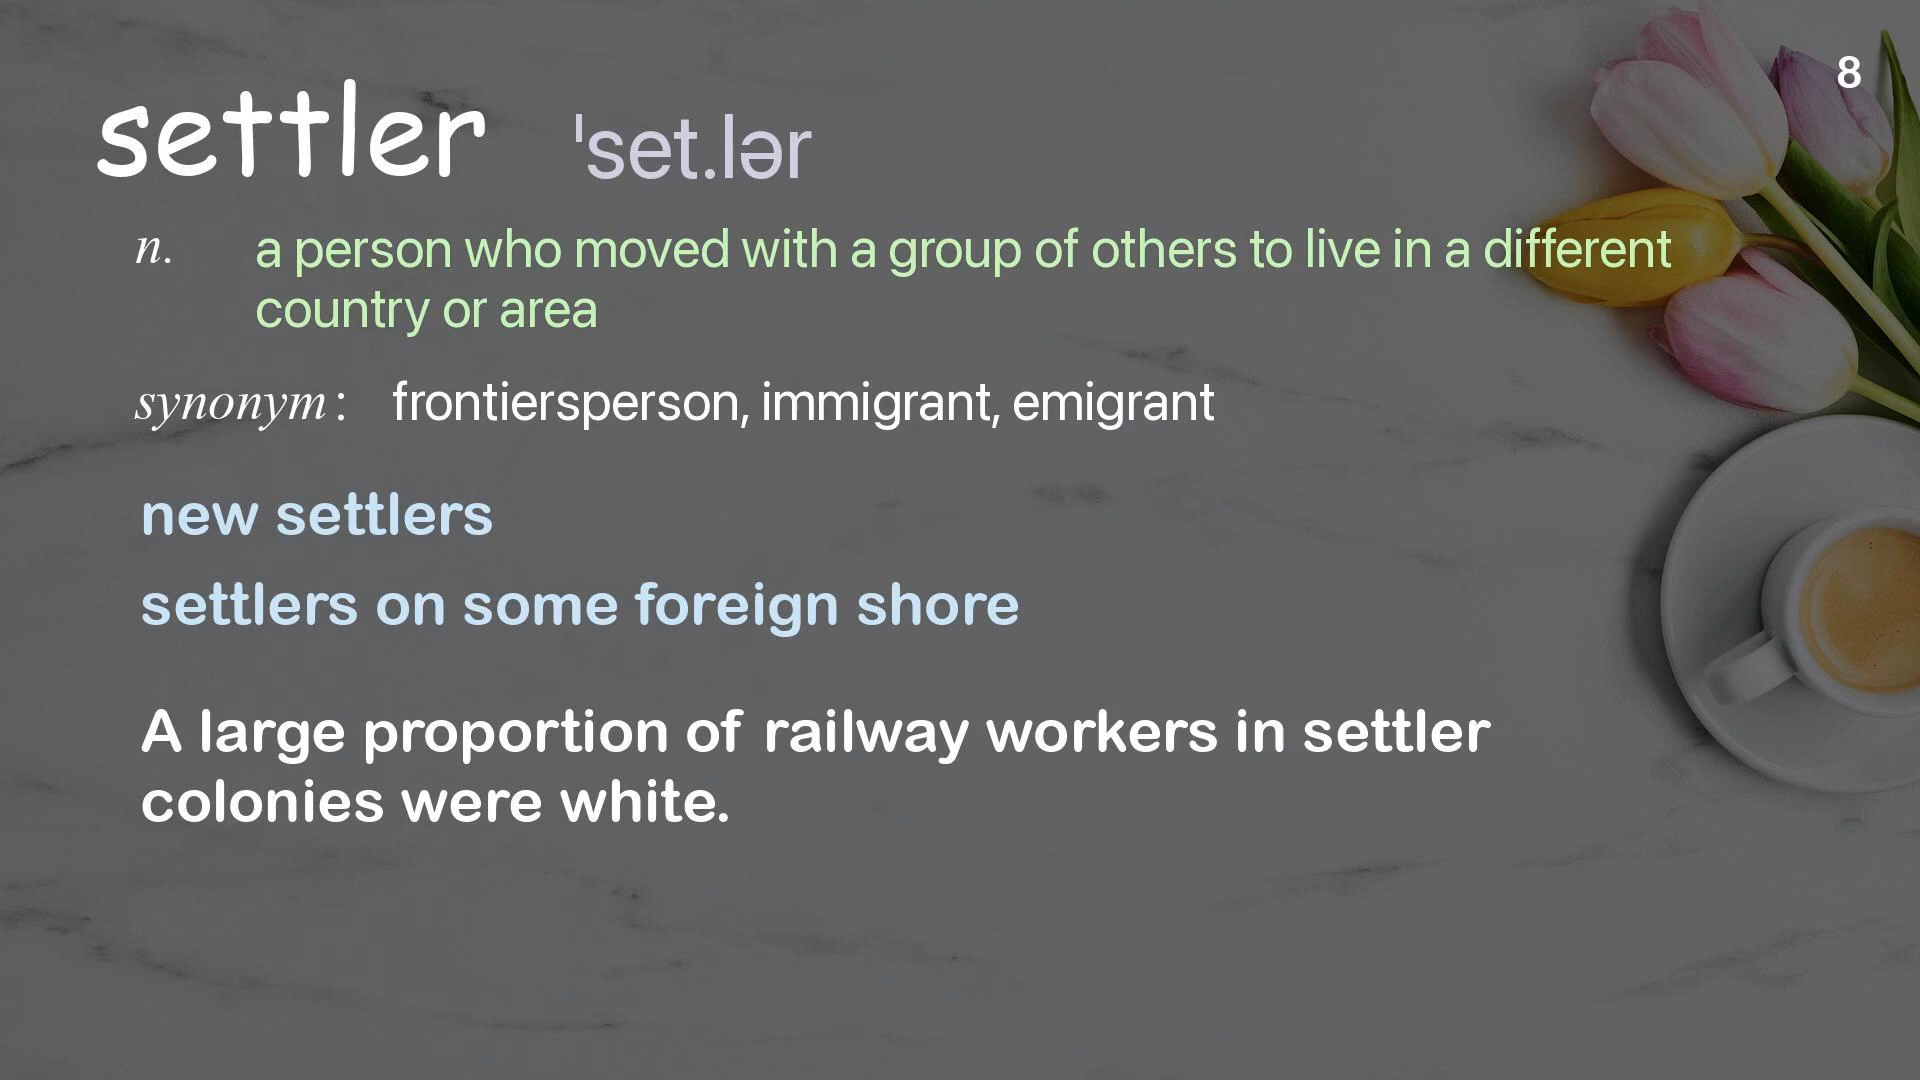 8
settler ˈset.lər
n. a person who moved with a group of others to live in a different
country or area
synonym: frontiersperson, immigrant, emigrant
new settlers
settlers on some foreign shore
A large proportion of railway workers in settler
colonies were white.